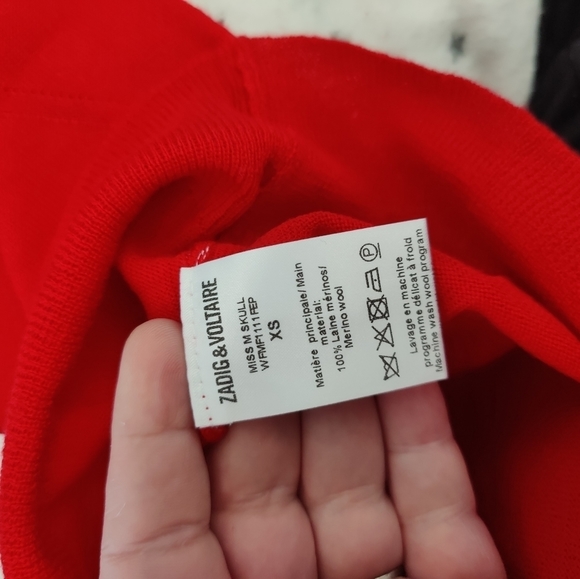 ZADIG&VOLTAIRE
MISS M SKULL
WFMF1111FEP
XS
Matière principale/ Main
material:
100% Laine mérinos/
Merino wool
P
Lavage en machine
programme délicat à froid
Machine wash wool program